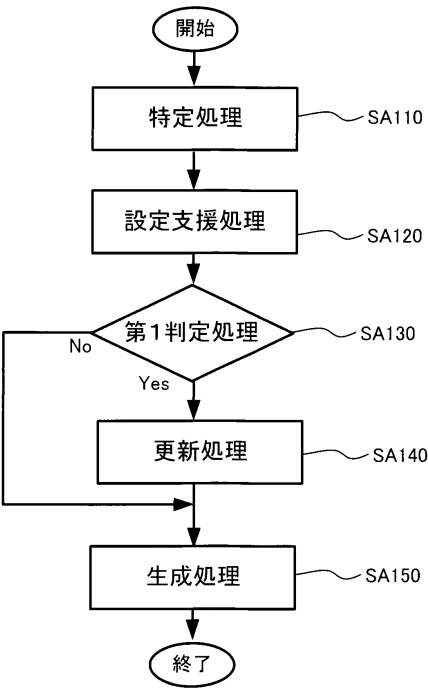 開始
特定処理
SA110
設定支援処理
SA120
第1判定処理
SA130
No
Yes
更新処理
SA140
生成処理
SA150
終了